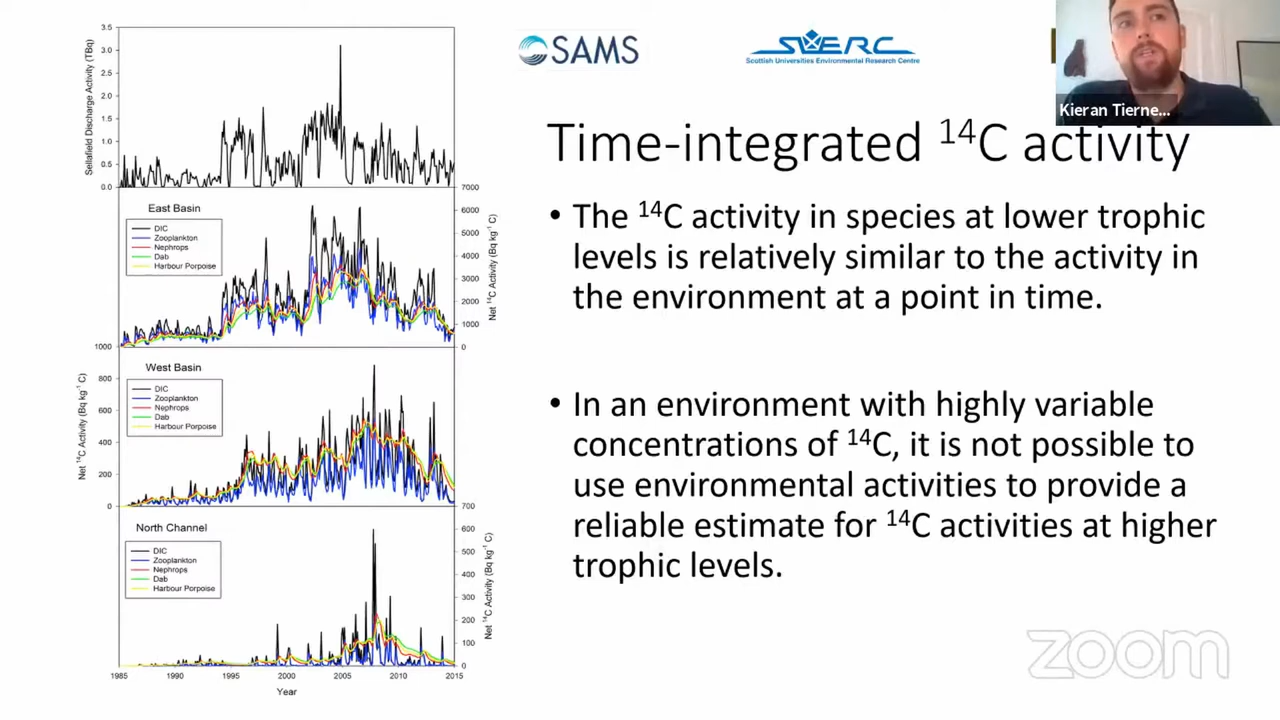 SAMS
SUERC
Scottish Universities Environmental Research Centre
Kieran Tierne...
Time-integrated ¹⁴C activity
• The ¹⁴C activity in species at lower trophic
levels is relatively similar to the activity in
the environment at a point in time.
• In an environment with highly variable
concentrations of ¹⁴C, it is not possible to
use environmental activities to provide a
reliable estimate for ¹⁴C activities at higher
trophic levels.
zoom
Sellafield Discharge Activity (TBq)
3.5
3.0
2.5
2.0
1.5
1.0
0.5
0.0
East Basin
DIC
Zooplankton
Nephrops
Dab
Harbour Porpoise
7000
6000
5000
4000
3000
2000
1000
0
Net ¹⁴C Activity (Bq kg⁻¹ C)
West Basin
DIC
Zooplankton
Nephrops
Dab
Harbour Porpoise
1000
800
600
400
200
0
Net ¹⁴C Activity (Bq kg⁻¹ C)
North Channel
DIC
Zooplankton
Nephrops
Dab
Harbour Porpoise
700
600
500
400
300
200
100
0
Net ¹⁴C Activity (Bq kg⁻¹ C)
1985 1990 1995 2000 2005 2010 2015
Year